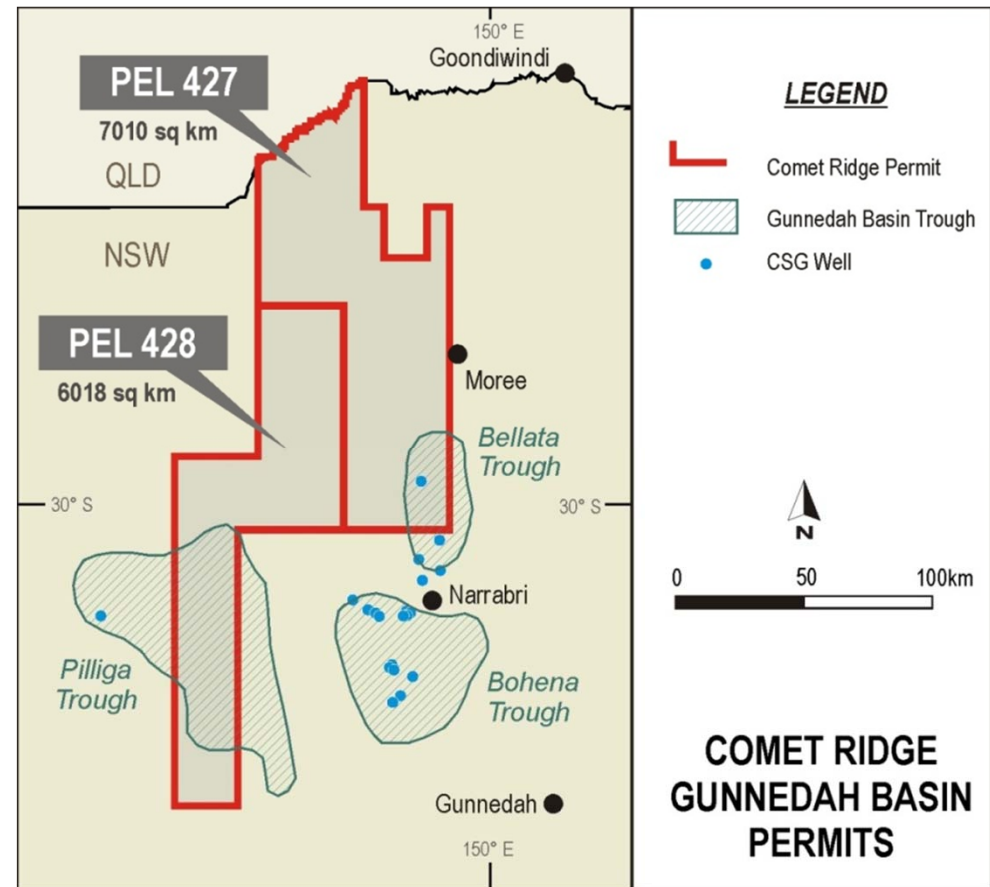 150° E
Goondiwindi
PEL 427
7010 sq km
QLD
NSW
PEL 428
6018 sq km
Moree
Bellata
Trough
30° S
30° S
Narrabri
Pilliga
Trough
Bohena
Trough
Gunnedah
150° E
LEGEND
Comet Ridge Permit
Gunnedah Basin Trough
CSG Well
N
0 50 100km
COMET RIDGE
GUNNEDAH BASIN
PERMITS